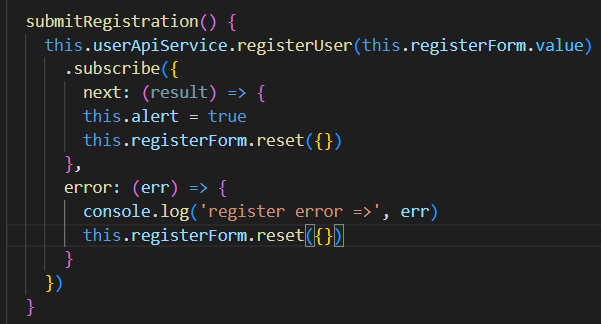 submitRegistration() {
this.userApiService.registerUser(this.registerForm.value)
.subscribe({
next: (result) => {
this.alert = true
this.registerForm.reset({})
},
error: (err) => {
console.log('register error =>', err)
this.registerForm.reset({})
}
})
}